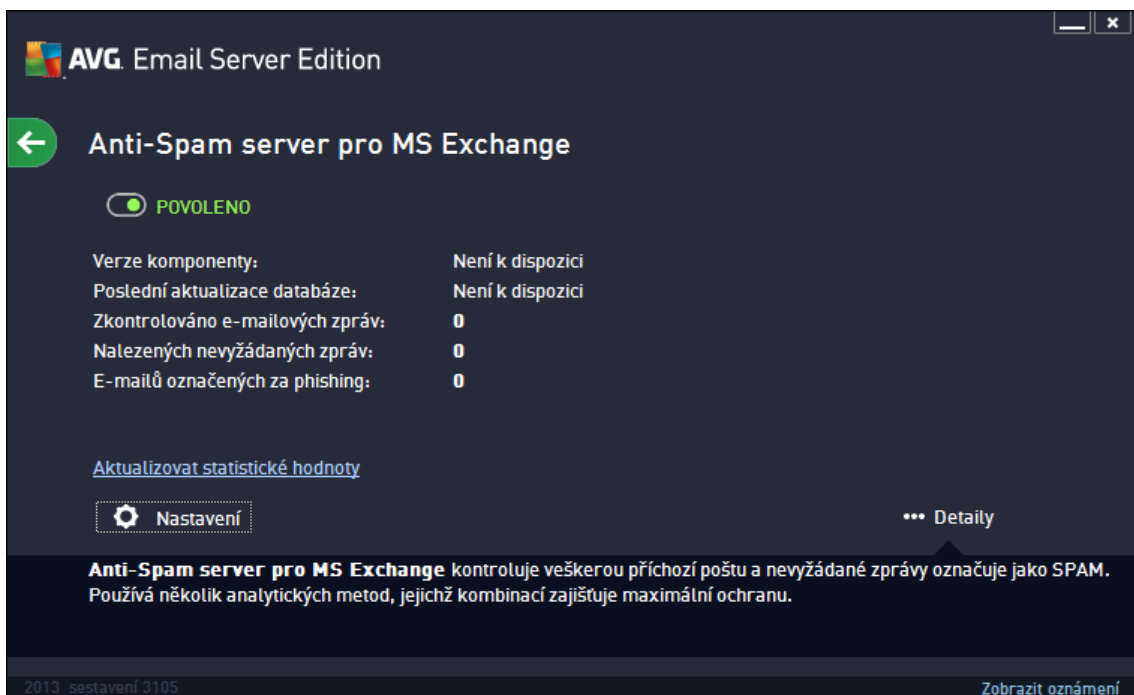 AVG. Email Server Edition
Anti-Spam server pro MS Exchange
POVOLENO
Verze komponenty: Není k dispozici
Poslední aktualizace databáze: Není k dispozici
Zkontrolováno e-mailových zpráv: 0
Nalezených nevyžádaných zpráv: 0
E-mailů označených za phishing: 0
Aktualizovat statistické hodnoty
Nastavení
••• Detaily
Anti-Spam server pro MS Exchange kontroluje veškerou příchozí poštu a nevyžádané zprávy označuje jako SPAM.
Používá několik analytických metod, jejichž kombinací zajišťuje maximální ochranu.
2013 sestavení 3105
Zobrazit oznámení